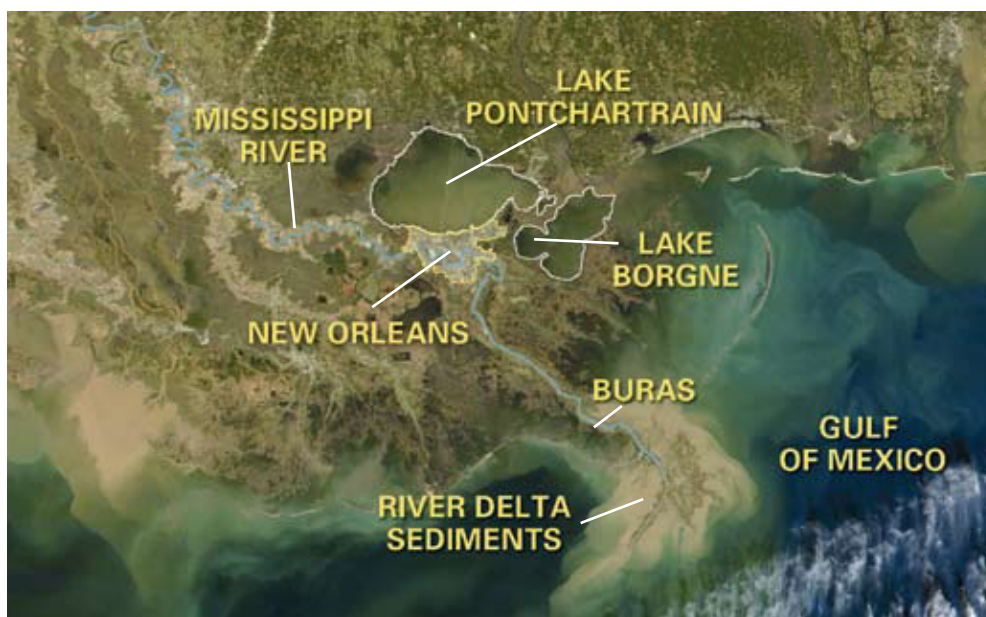 LAKE
PONTCHARTRAIN
MISSISSIPPI
RIVER
LAKE
BORGNE
NEW ORLEANS
BURAS
GULF
OF MEXICO
RIVER DELTA
SEDIMENTS